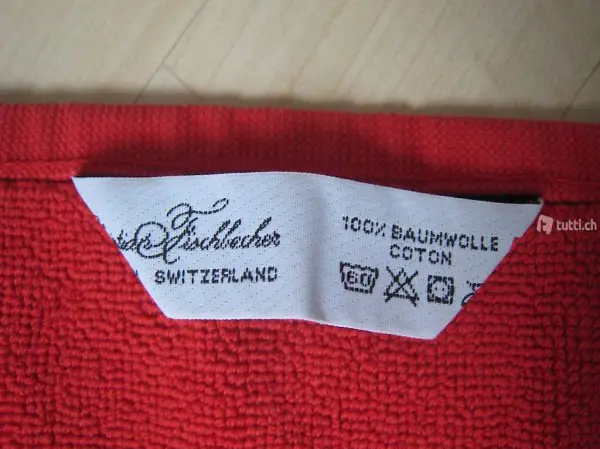 Fischbacher
SWITZERLAND
100% BAUMWOLLE
COTON
60
tutti.ch